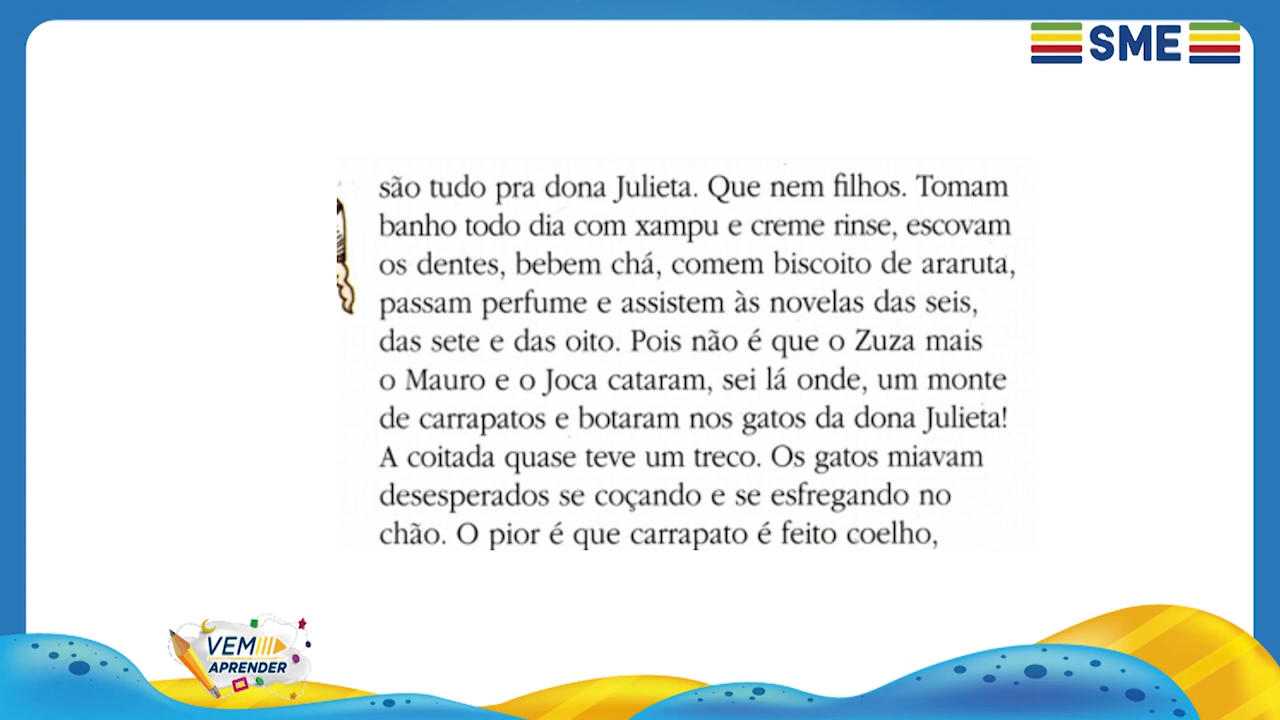 SME
são tudo pra dona Julieta. Que nem filhos. Tomam
banho todo dia com xampu e creme rinse, escovam
os dentes, bebem chá, comem biscoito de araruta,
passam perfume e assistem às novelas das seis,
das sete e das oito. Pois não é que o Zuza mais
o Mauro e o Joca cataram, sei lá onde, um monte
de carrapatos e botaram nos gatos da dona Julieta!
A coitada quase teve um treco. Os gatos miavam
desesperados se coçando e se esfregando no
chão. O pior é que carrapato é feito coelho,
VEM
APRENDER